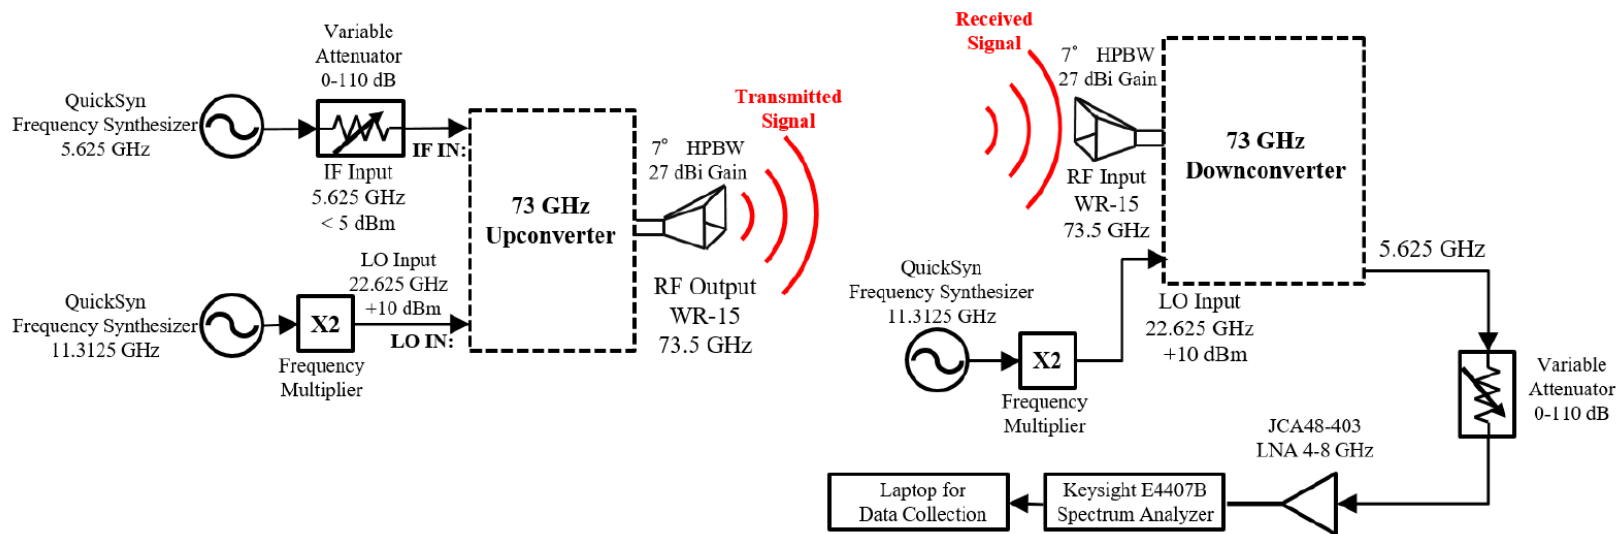 Variable
Attenuator
0-110 dB
QuickSyn
Frequency Synthesizer
5.625 GHz
IF IN:
IF Input
5.625 GHz
< 5 dBm
73 GHz
Upconverter
7° HPBW
27 dBi Gain
Transmitted
Signal
LO Input
22.625 GHz
+10 dBm
LO IN:
QuickSyn
Frequency Synthesizer
11.3125 GHz
X2
Frequency
Multiplier
RF Output
WR-15
73.5 GHz
Received
Signal
7° HPBW
27 dBi Gain
73 GHz
Downconverter
RF Input
WR-15
73.5 GHz
5.625 GHz
QuickSyn
Frequency Synthesizer
11.3125 GHz
X2
Frequency
Multiplier
LO Input
22.625 GHz
+10 dBm
Variable
Attenuator
0-110 dB
JCA48-403
LNA 4-8 GHz
Keysight E4407B
Spectrum Analyzer
Laptop for
Data Collection